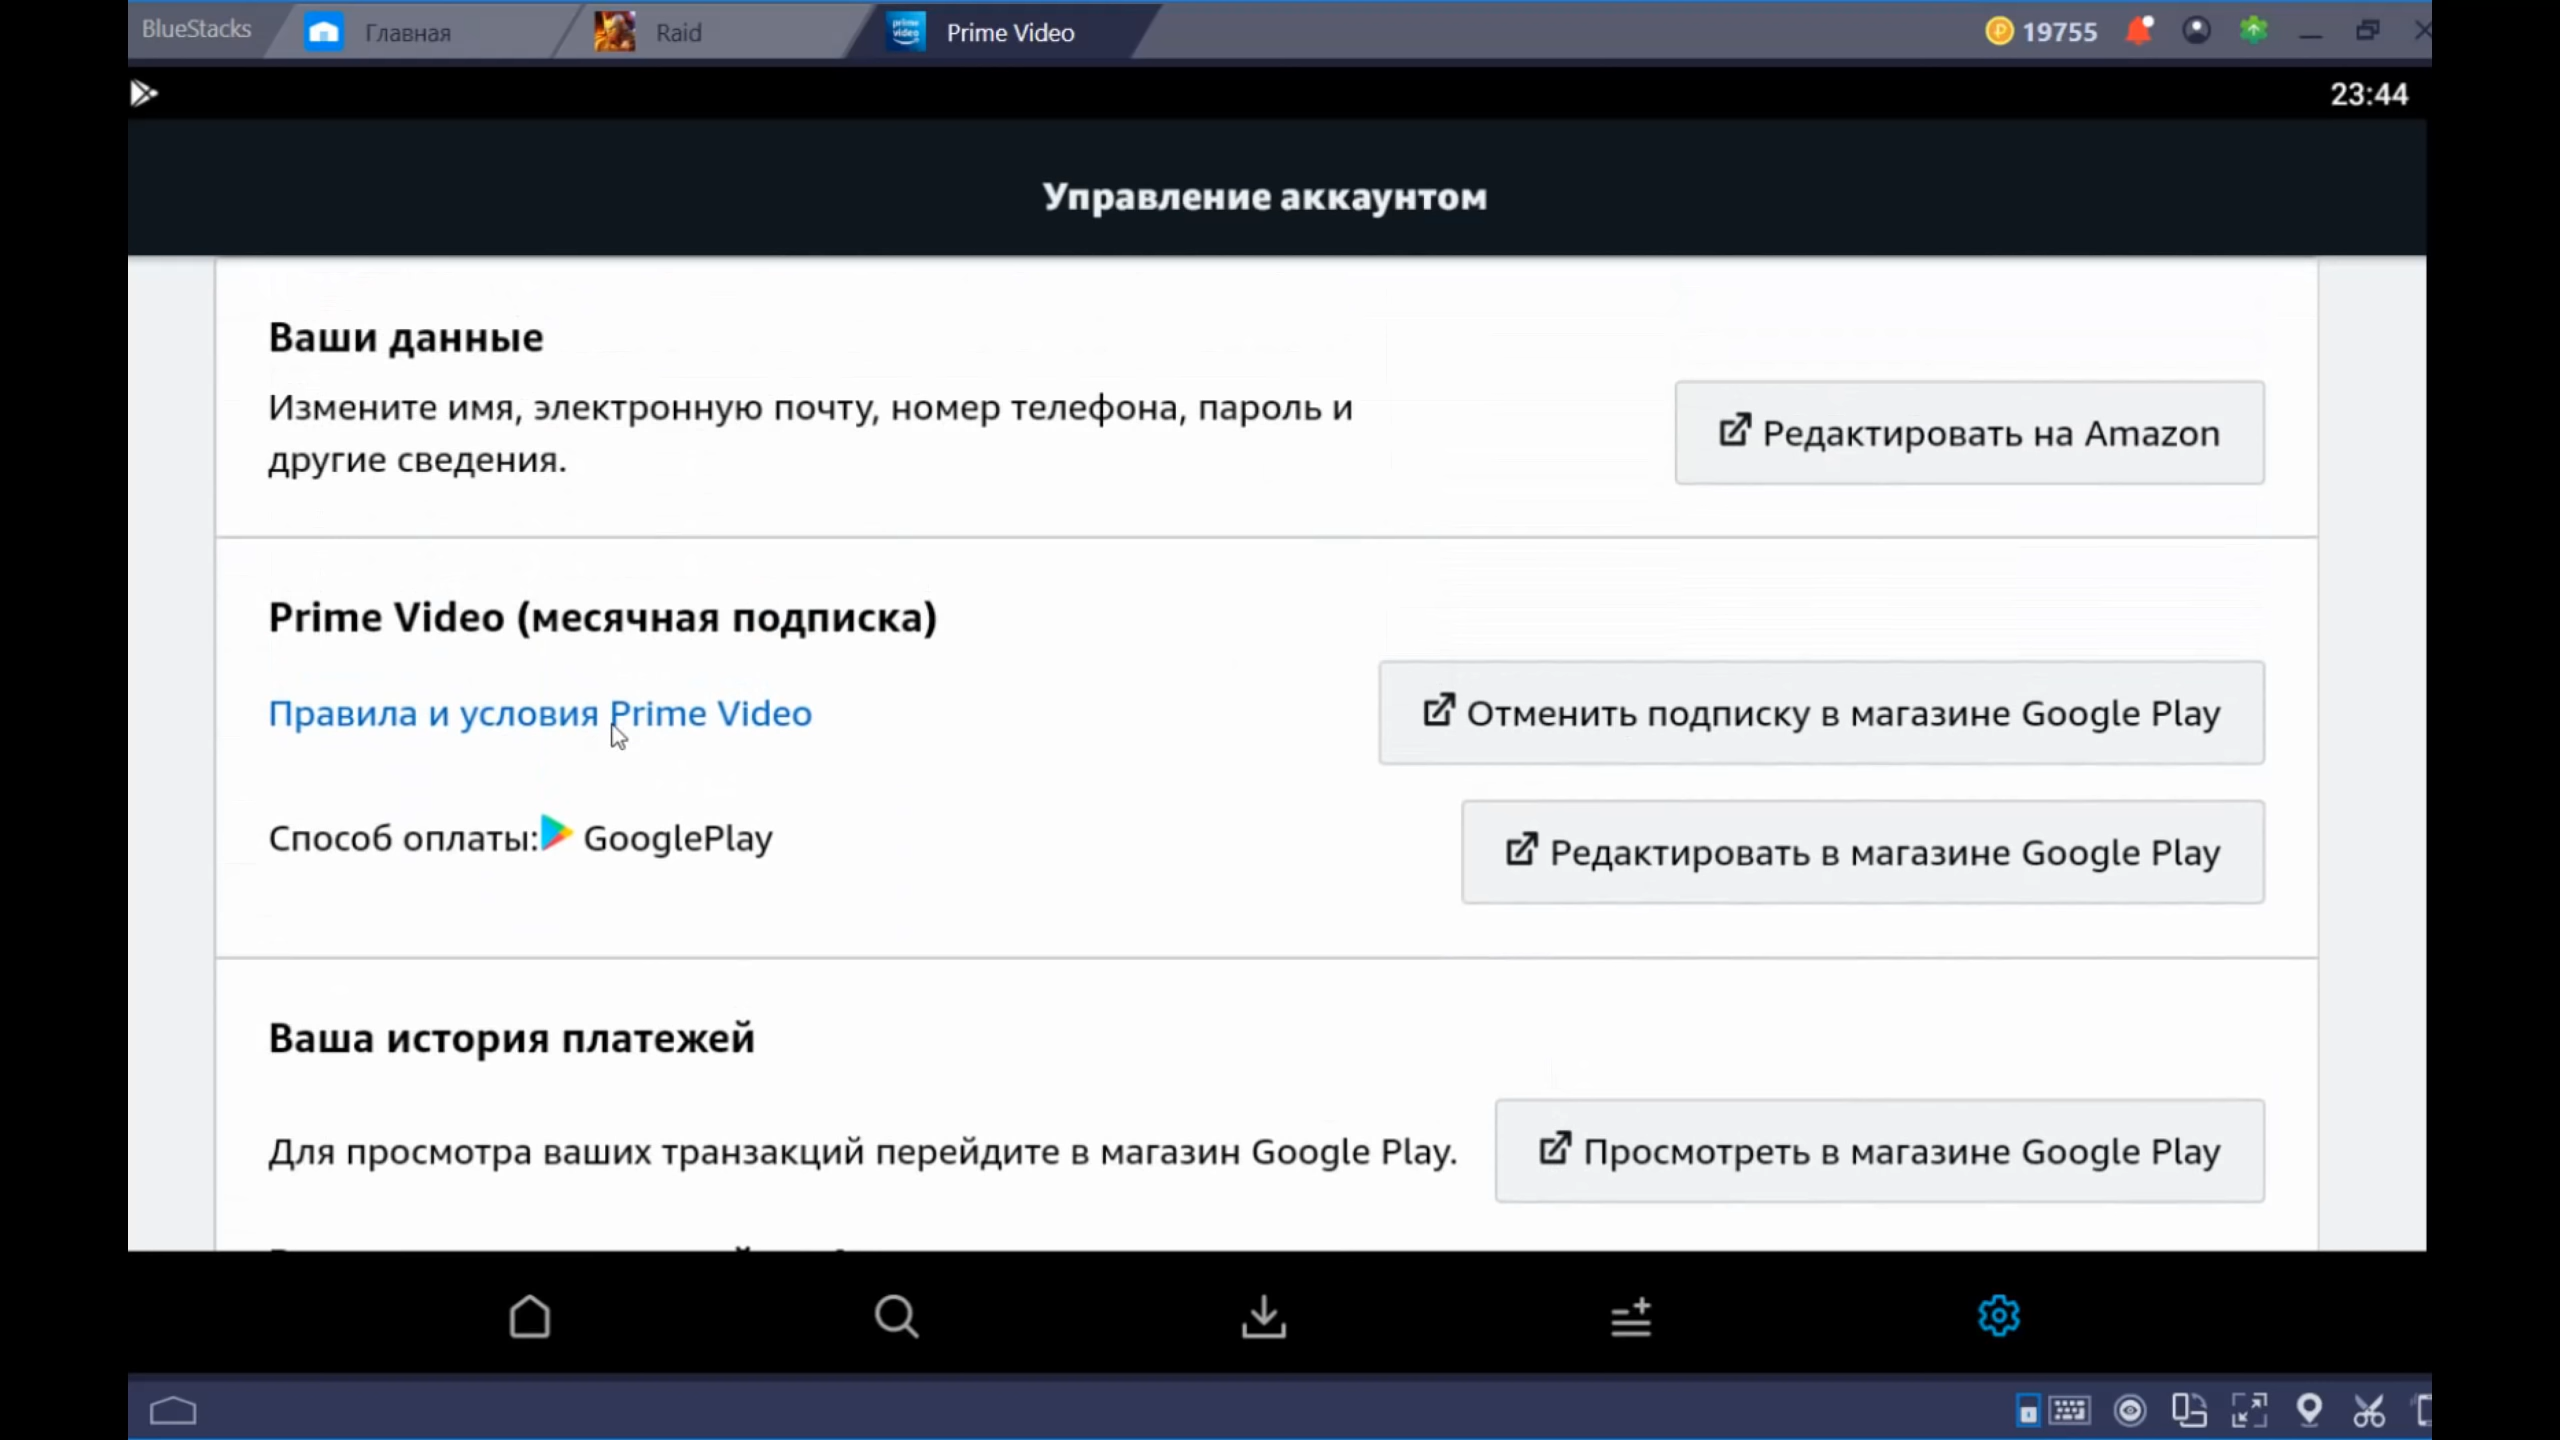 BlueStacks
Главная
Raid
prime video
Prime Video
19755
23:44
Управление аккаунтом
Ваши данные
Измените имя, электронную почту, номер телефона, пароль и
другие сведения.
Редактировать на Amazon
Prime Video (месячная подписка)
Правила и условия Prime Video
Отменить подписку в магазине Google Play
Способ оплаты: GooglePlay
Редактировать в магазине Google Play
Ваша история платежей
Для просмотра ваших транзакций перейдите в магазин Google Play.
Просмотреть в магазине Google Play